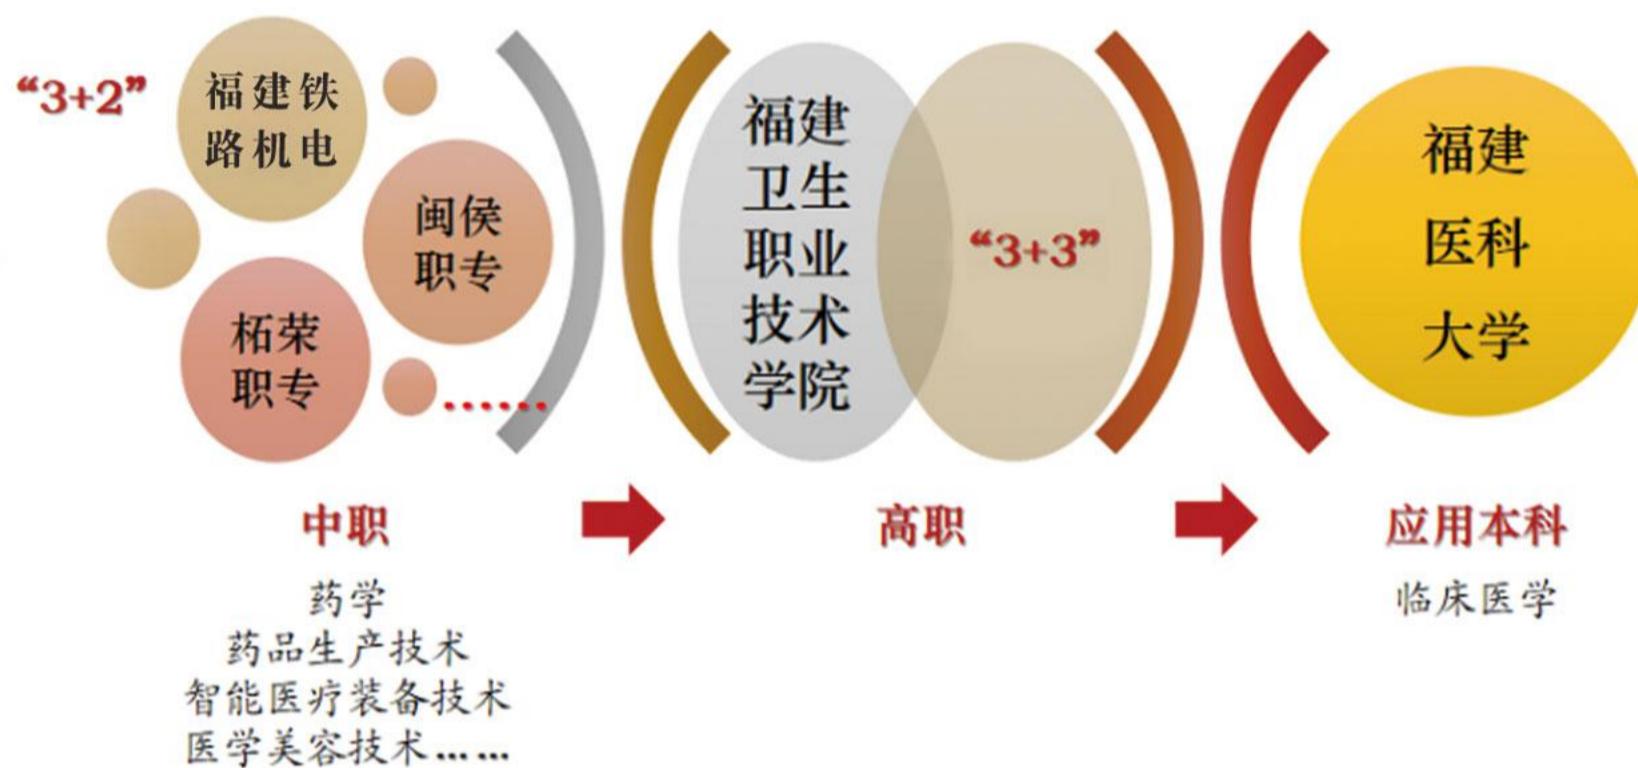 “3+2”
福建铁
路机电
闽侯
职专
柘荣
职专
……
福建
卫生
职业
技术
学院
“3+3”
福建
医科
大学
中职
高职
应用本科
药学
药品生产技术
智能医疗装备技术
医学美容技术……
临床医学